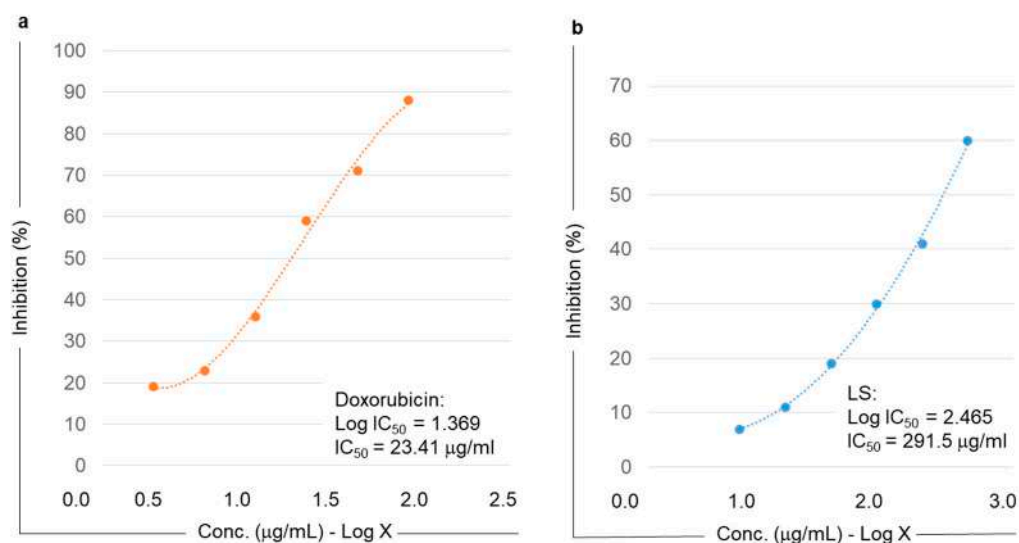 a
100
90
80
70
60
50
40
30
20
10
0
Inhibition (%)
Doxorubicin:
Log IC₅₀ = 1.369
IC₅₀ = 23.41 μg/ml
0.0 0.5 1.0 1.5 2.0 2.5
Conc. (μg/mL) - Log X
b
70
60
50
40
30
20
10
0
Inhibition (%)
LS:
Log IC₅₀ = 2.465
IC₅₀ = 291.5 μg/ml
0.0 1.0 2.0 3.0
Conc. (μg/mL) - Log X